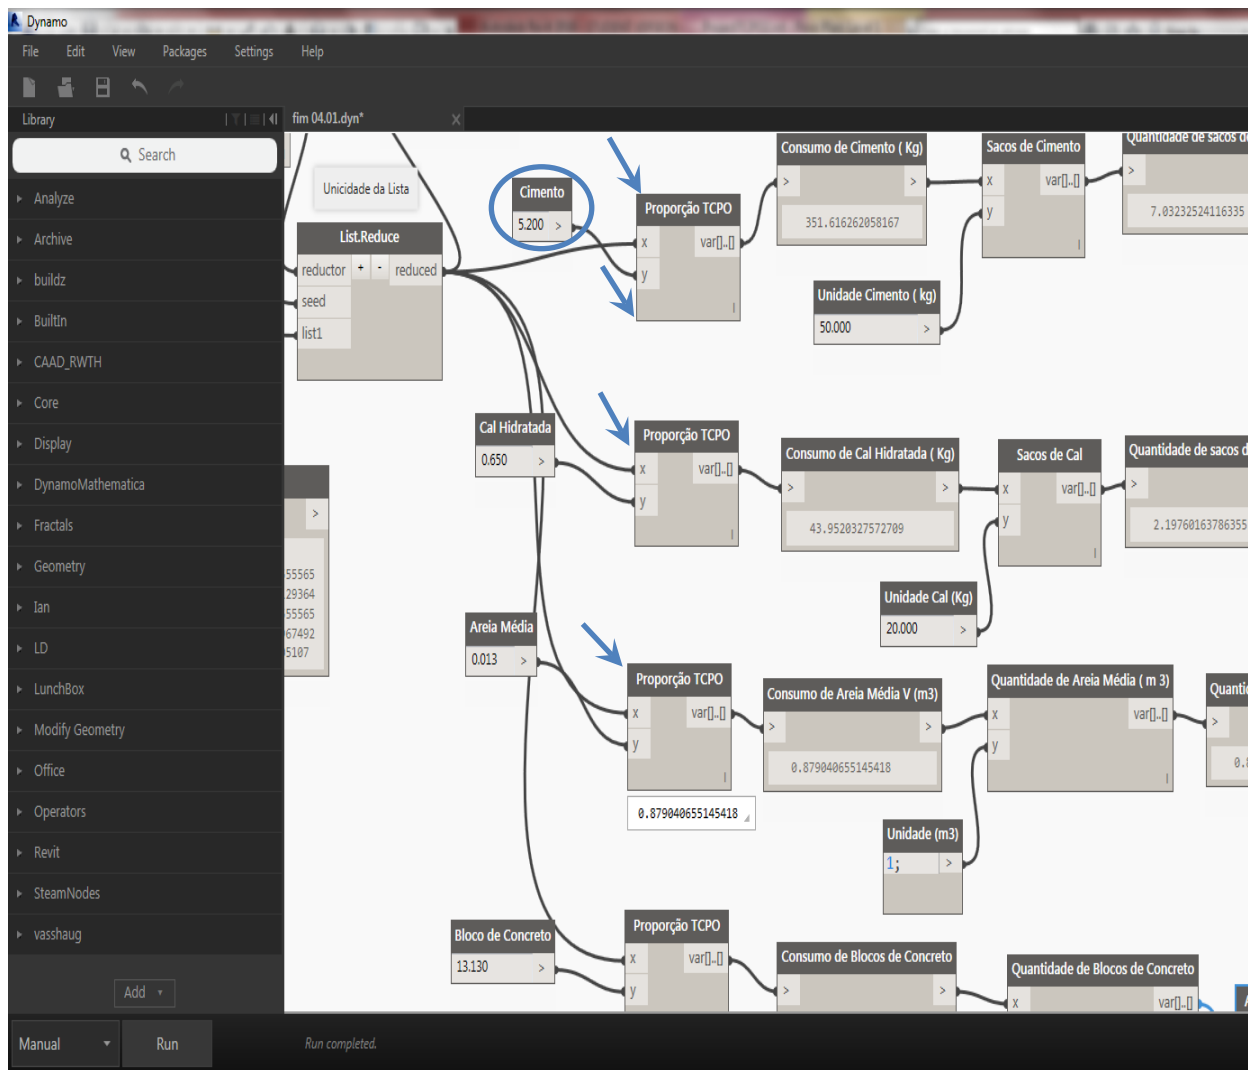 Dynamo
File Edit View Packages Settings Help
Library
fim 04.01.dyn*
Search
Analyze
Archive
buildz
BuiltIn
CAAD_RWTH
Core
Display
DynamoMathematica
Fractals
Geometry
Ian
LD
LunchBox
Modify Geometry
Office
Operators
Revit
SteamNodes
vasshaug
Add
Manual
Run
Run completed.
Unicidade da Lista
List.Reduce
reductor + - reduced
seed
list1
>
55565
29364
55565
67492
5107
Cimento
5.200 >
Proporção TCPO
x var[]..[]
y
Consumo de Cimento ( Kg)
> >
351.616262058167
Sacos de Cimento
x var[]..[]
y
Quantidade de sacos de
>
7.03232524116335
Unidade Cimento ( kg)
50.000 >
Cal Hidratada
0.650 >
Proporção TCPO
x var[]..[]
y
Consumo de Cal Hidratada ( Kg)
> >
43.9520327572709
Sacos de Cal
x var[]..[]
y
Quantidade de sacos d
>
2.19760163786355
Unidade Cal (Kg)
20.000 >
Areia Média
0.013 >
Proporção TCPO
x var[]..[]
y
0.879040655145418
Consumo de Areia Média V (m3)
> >
0.879040655145418
Quantidade de Areia Média ( m 3)
x var[]..[]
y
Quantid
>
0.8
Unidade (m3)
1; >
Bloco de Concreto
13.130 >
Proporção TCPO
x var[]..[]
y
Consumo de Blocos de Concreto
> >
Quantidade de Blocos de Concreto
x var[]..[]
A